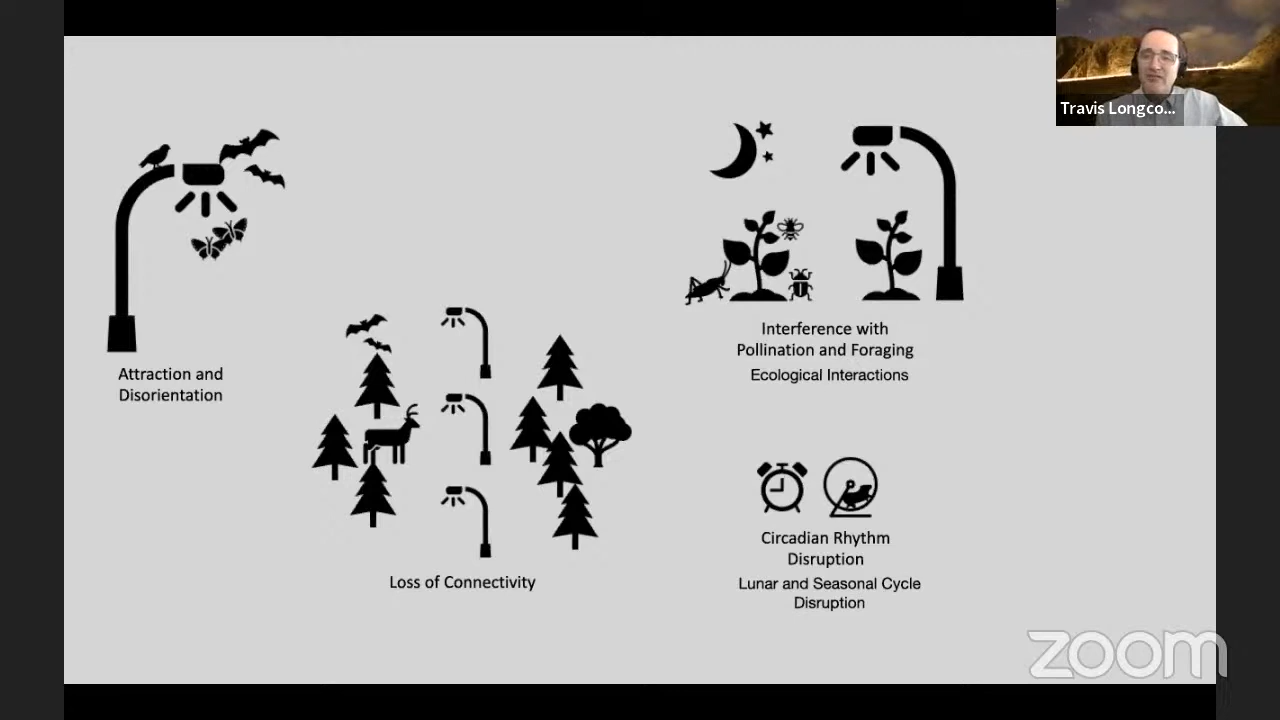 Travis Longco...
Attraction and
Disorientation
Interference with
Pollination and Foraging
Ecological Interactions
Loss of Connectivity
Circadian Rhythm
Disruption
Lunar and Seasonal Cycle
Disruption
zoom